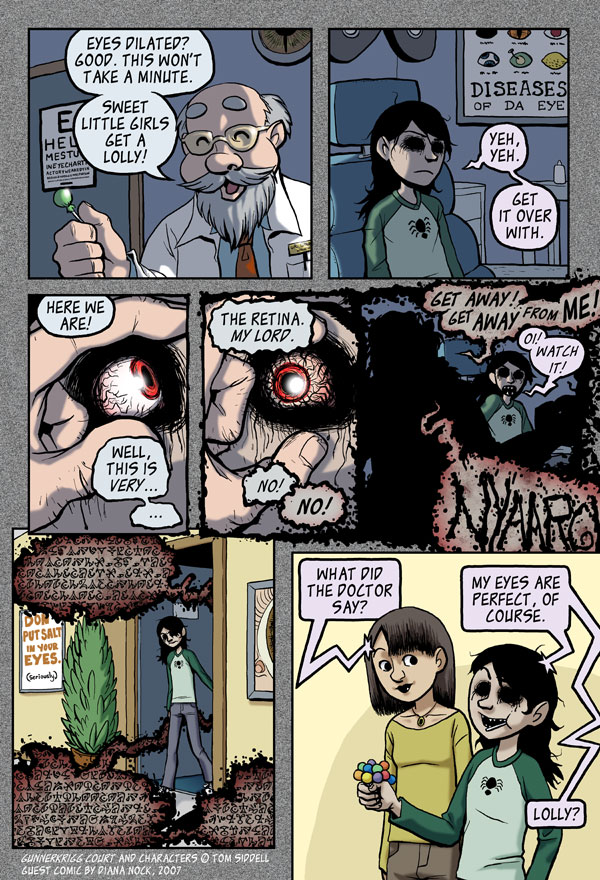 EYES DILATED?
GOOD. THIS WON'T
TAKE A MINUTE.
SWEET
LITTLE GIRLS
GET A
LOLLY!
E
HEL
MESTU
INEYECHART
DISEASES
OF DA EYE
YEH,
YEH.
GET
IT OVER
WITH.
HERE WE
ARE!
WELL,
THIS IS
VERY...
...
THE RETINA.
MY LORD.
NO!
NO!
GET AWAY!
GET AWAY FROM ME!
OI!
WATCH
IT!
NYAARG
DON'T
PUT SALT
IN YOUR
EYES.
(seriously)
WHAT DID
THE DOCTOR
SAY?
MY EYES ARE
PERFECT, OF
COURSE.
LOLLY?
GUNNERKRIGG COURT AND CHARACTERS © TOM SIDDELL
GUEST COMIC BY DIANA NOCK, 2007